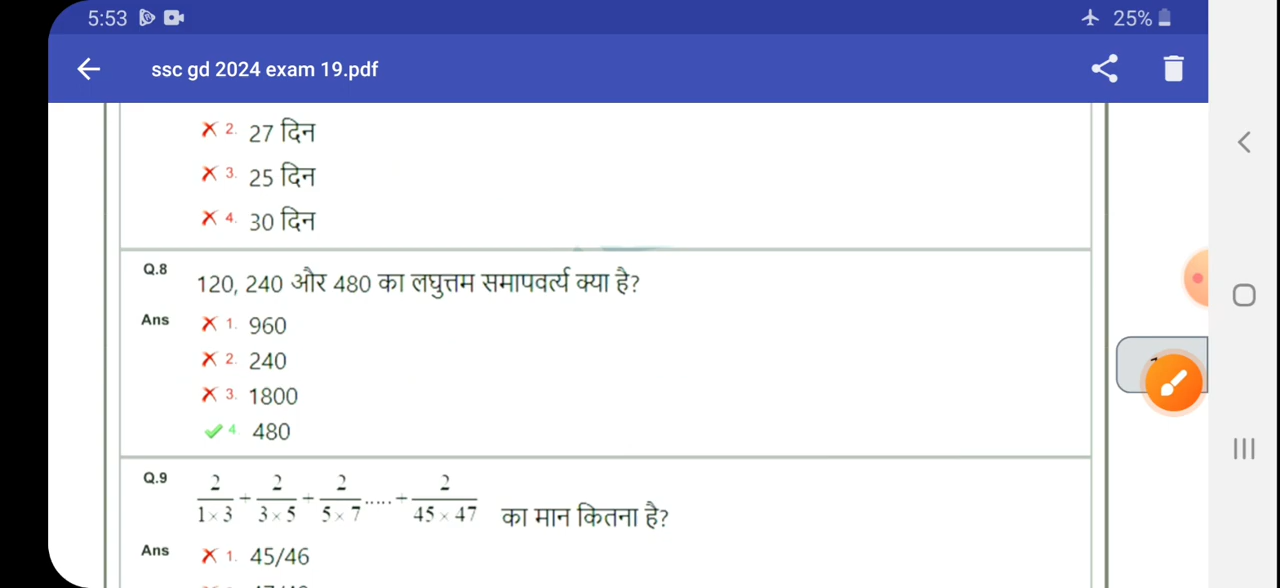 5:53
25%
ssc gd 2024 exam 19.pdf
2. 27 दिन
3. 25 दिन
4. 30 दिन
Q.8 120, 240 और 480 का लघुत्तम समापवर्त्य क्या है?
Ans 1. 960
2. 240
3. 1800
4 480
Q.9 2/1×3 + 2/3×5 + 2/5×7 ..... + 2/45×47 का मान कितना है?
Ans 1. 45/46